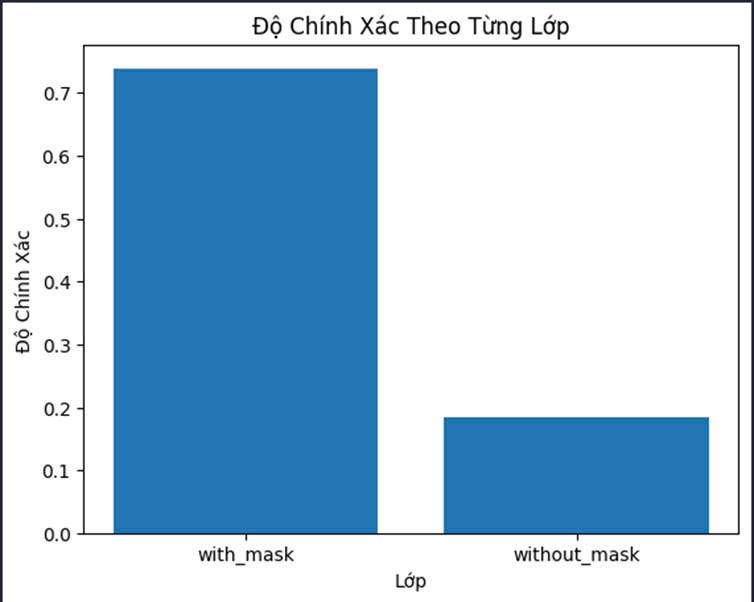 Độ Chính Xác Theo Từng Lớp
Độ Chính Xác
0.7
0.6
0.5
0.4
0.3
0.2
0.1
0.0
with_mask without_mask
Lớp